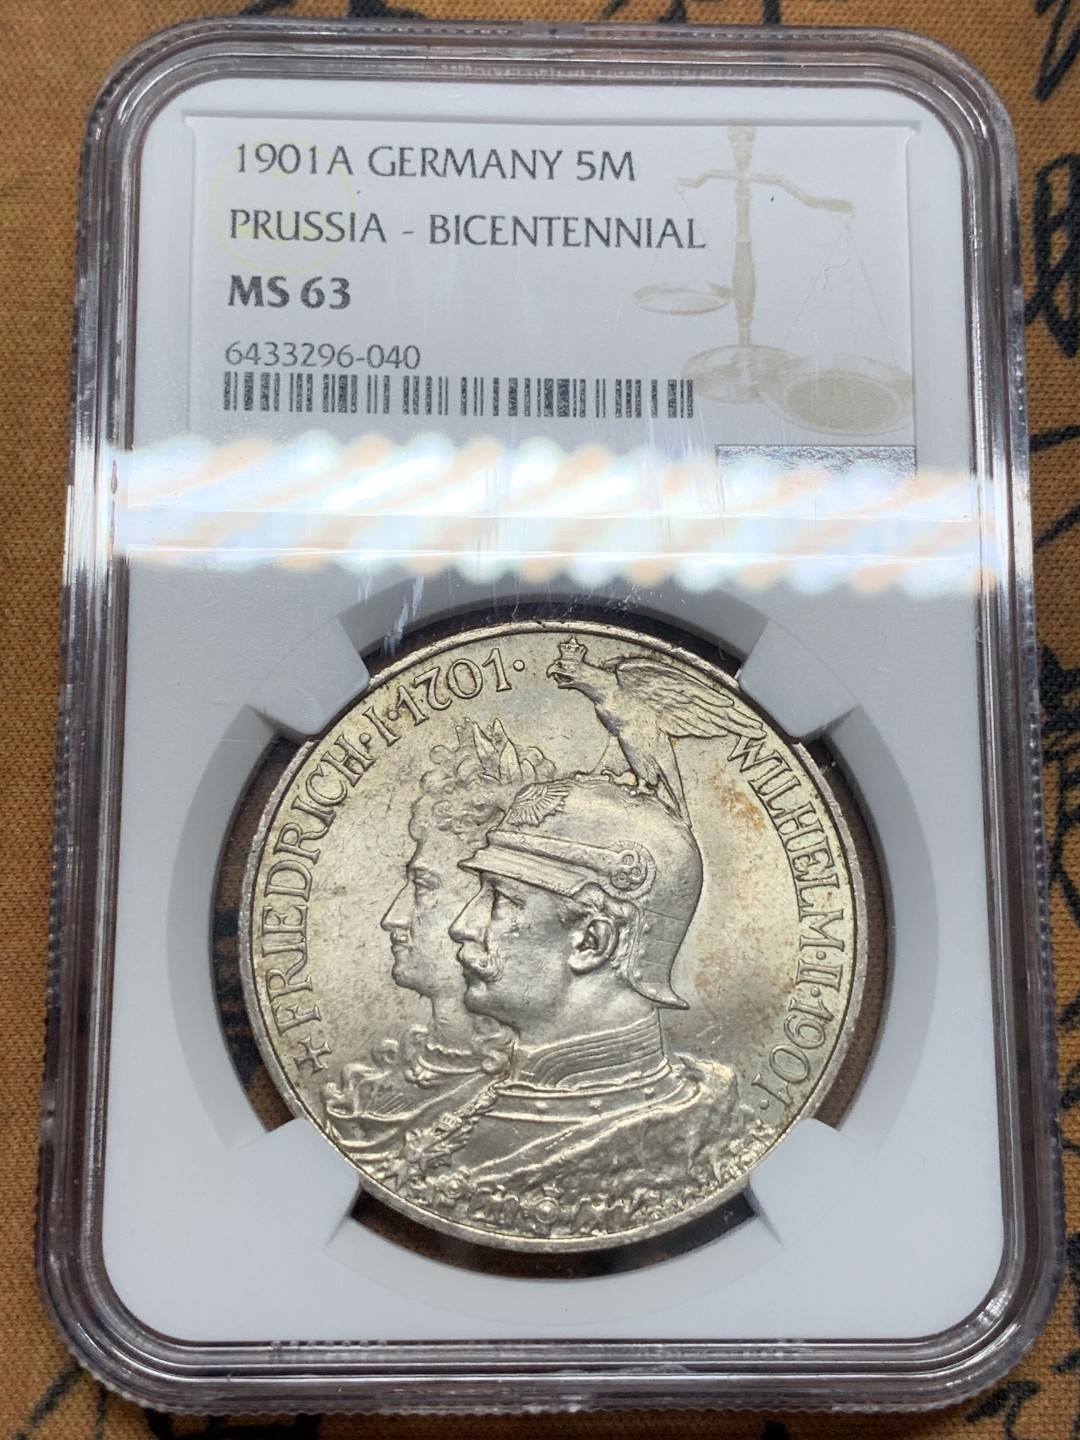 1901A GERMANY 5M
PRUSSIA - BICENTENNIAL
MS 63
6433296-040
FRIEDRICH·I·1701·
WILHELM·II·1901·